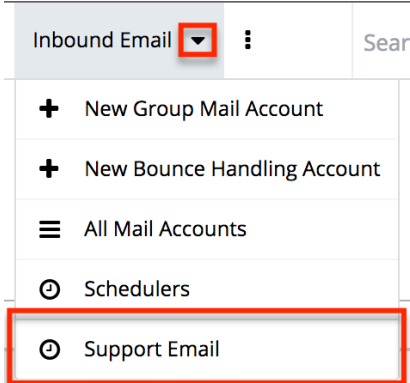 Inbound Email
Sear
New Group Mail Account
New Bounce Handling Account
All Mail Accounts
Schedulers
Support Email